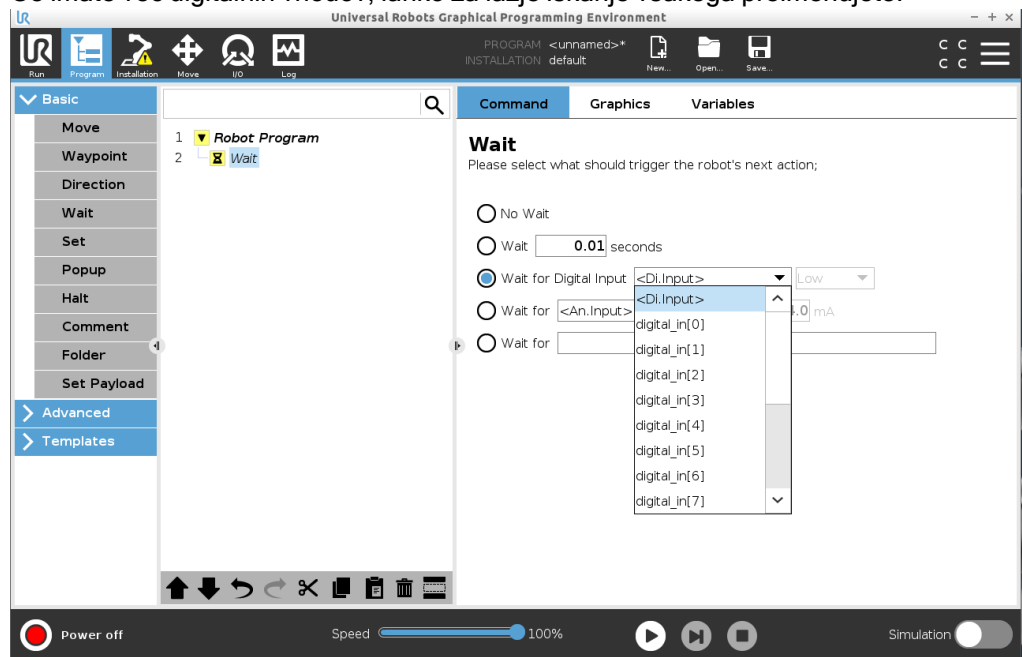 Universal Robots Graphical Programming Environment
Run
Program
Installation
Move
I/O
Log
PROGRAM <unnamed>*
INSTALLATION default
New...
Open...
Save...
C C
C C
Basic
Move
Waypoint
Direction
Wait
Set
Popup
Halt
Comment
Folder
Set Payload
Advanced
Templates
1 Robot Program
2 Wait
Command Graphics Variables
Wait
Please select what should trigger the robot's next action;
No Wait
Wait 0.01 seconds
Wait for Digital Input <Di.Input> Low
Wait for <An.Input> .0 mA
Wait for
<Di.Input>
digital_in[0]
digital_in[1]
digital_in[2]
digital_in[3]
digital_in[4]
digital_in[5]
digital_in[6]
digital_in[7]
Power off
Speed 100%
Simulation